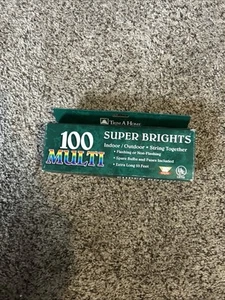 Trim A Home
100
MULTI
SUPER BRIGHTS
Indoor / Outdoor • String Together
• Flashing or Non-Flashing
• Spare Bulbs and Fuses Included
• Extra Long 63 Feet